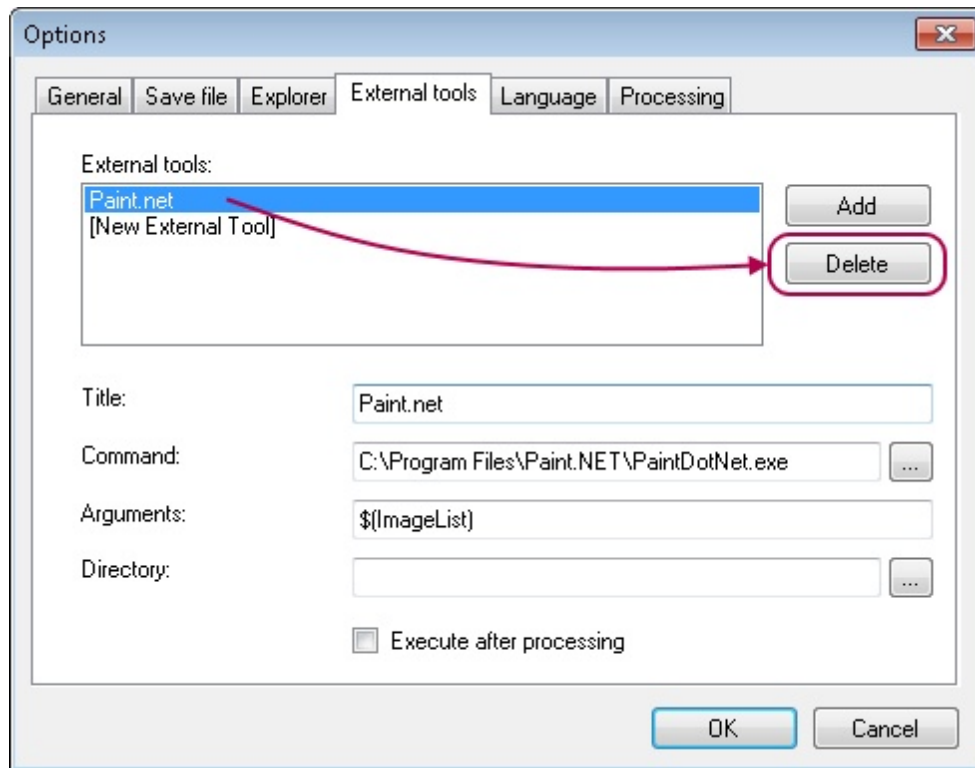 Options
General Save file Explorer External tools Language Processing
External tools:
Paint.net
[New External Tool]
Add
Delete
Title:
Paint.net
Command:
C:\Program Files\Paint.NET\PaintDotNet.exe
...
Arguments:
$(ImageList)
Directory:
...
Execute after processing
OK
Cancel